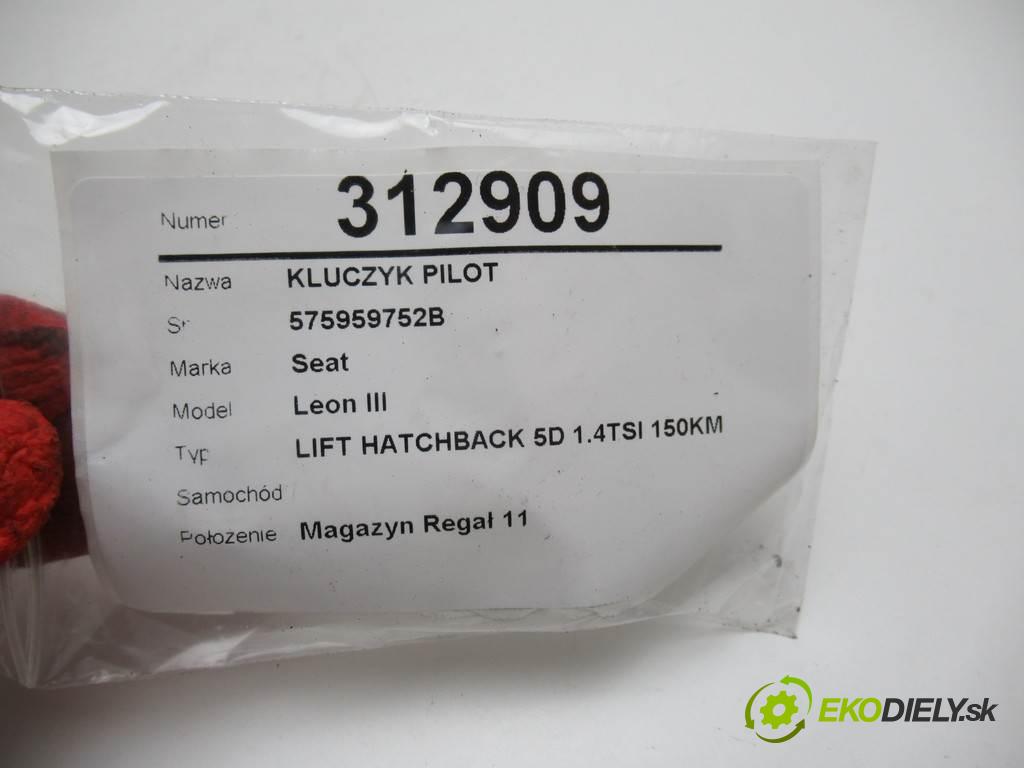 Numer 312909
Nazwa KLUCZYK PILOT
575959752B
Marka Seat
Model Leon III
Typ LIFT HATCHBACK 5D 1.4TSI 150KM
Samochód
Położenie Magazyn Regał 11
EKODIELY.sk